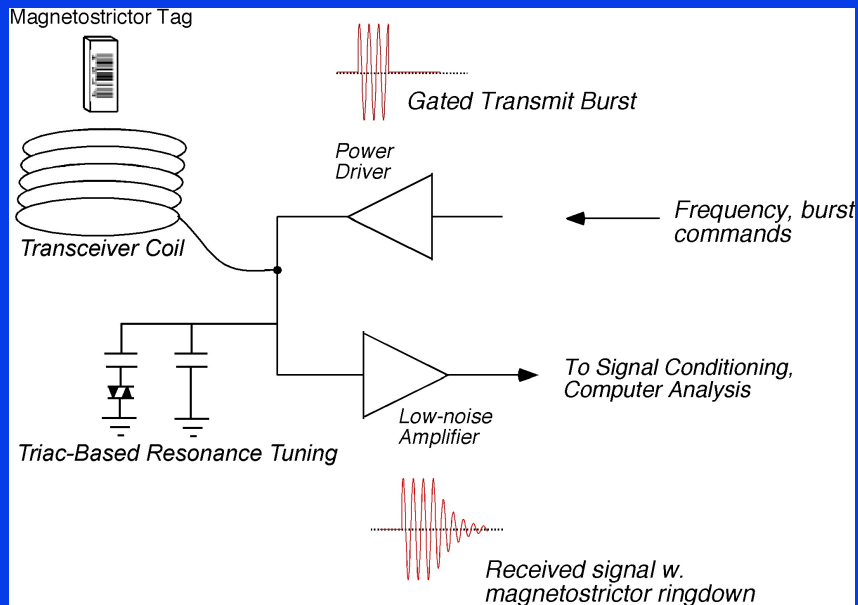 Magnetostrictor Tag
Gated Transmit Burst
Power
Driver
Frequency, burst
commands
Transceiver Coil
To Signal Conditioning,
Computer Analysis
Low-noise
Amplifier
Triac-Based Resonance Tuning
Received signal w.
magnetostrictor ringdown